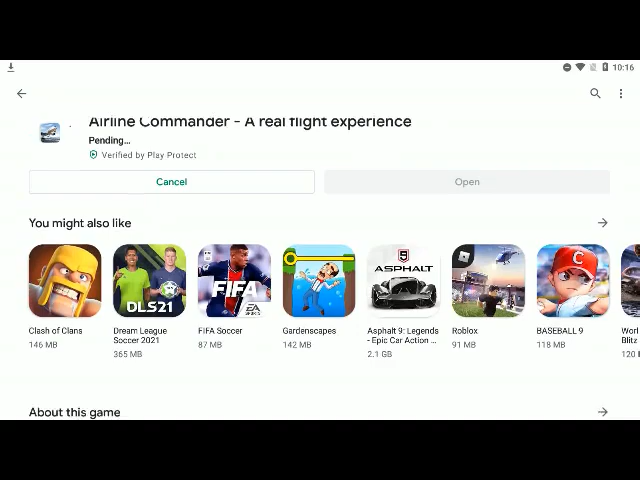 10:16
Airline Commander - A real flight experience
Pending...
Verified by Play Protect
Cancel
Open
You might also like
DLS21
FIFA
EA
SPORTS
9
ASPHALT
C
Clash of Clans
146 MB
Dream League
Soccer 2021
365 MB
FIFA Soccer
87 MB
Gardenscapes
142 MB
Asphalt 9: Legends
- Epic Car Action ...
2.1 GB
Roblox
91 MB
BASEBALL 9
118 MB
Worl
Blitz
120
About this game